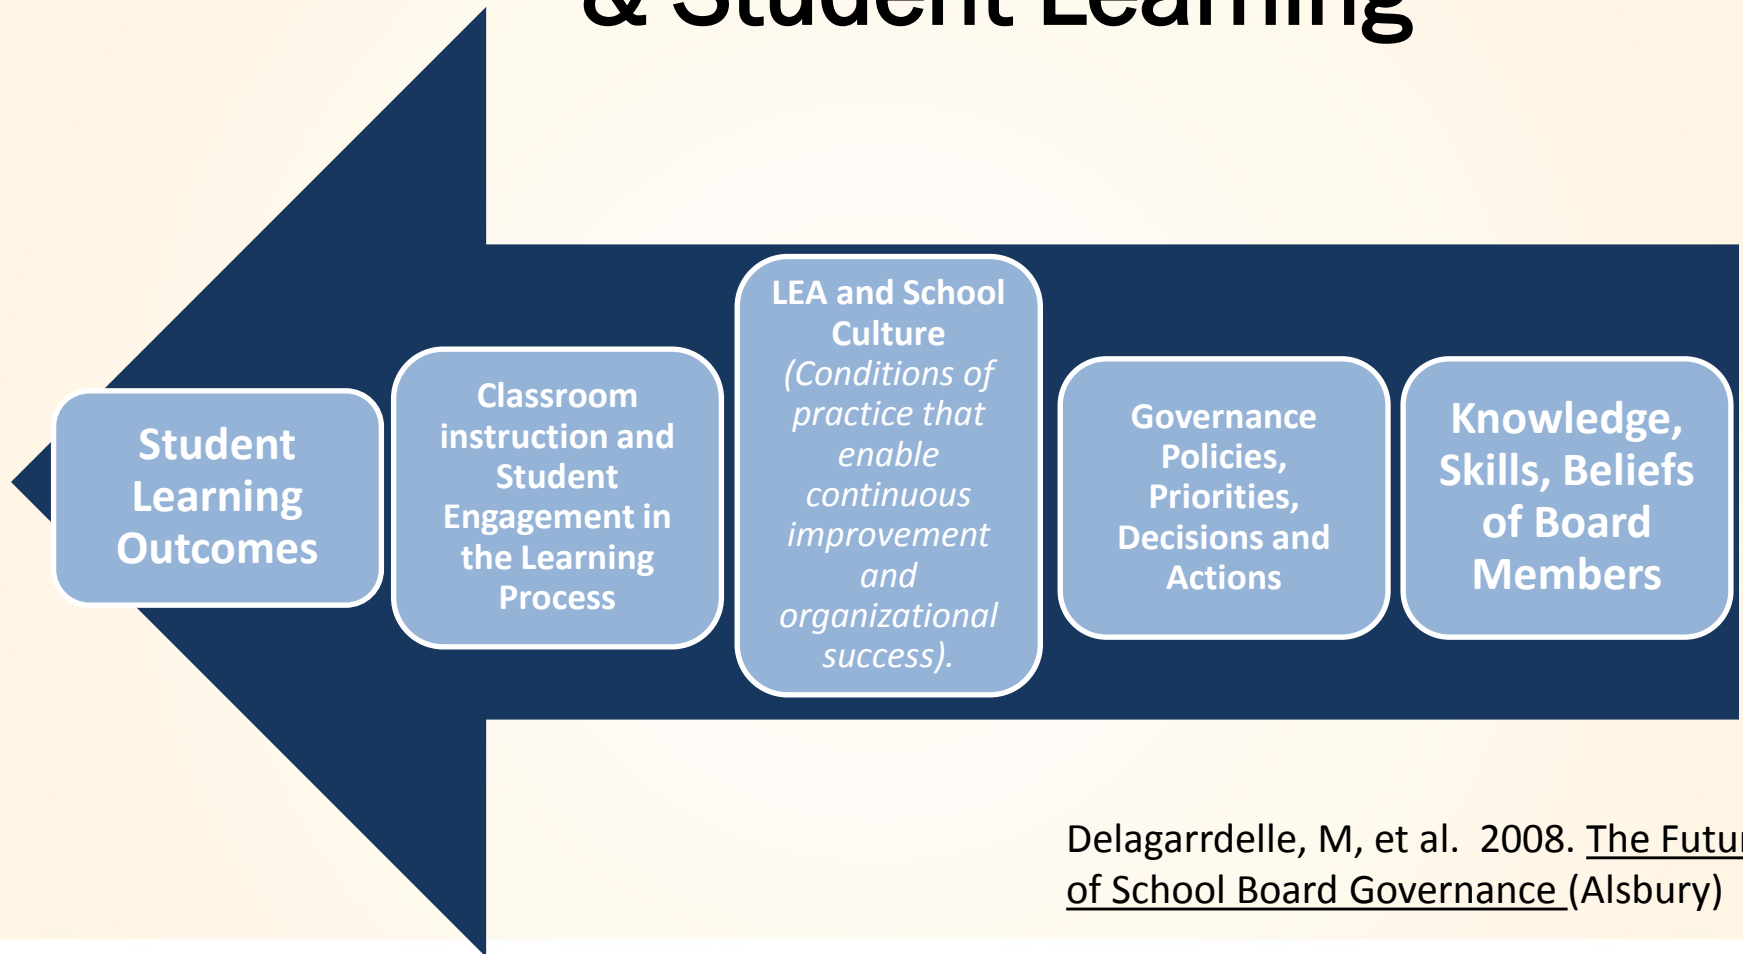 & Student Learning
Student
Learning
Outcomes
Classroom
instruction and
Student
Engagement in
the Learning
Process
LEA and School
Culture
(Conditions of
practice that
enable
continuous
improvement
and
organizational
success).
Governance
Policies,
Priorities,
Decisions and
Actions
Knowledge,
Skills, Beliefs
of Board
Members
Delagarrdelle, M, et al.  2008. The Futu
of School Board Governance (Alsbury)